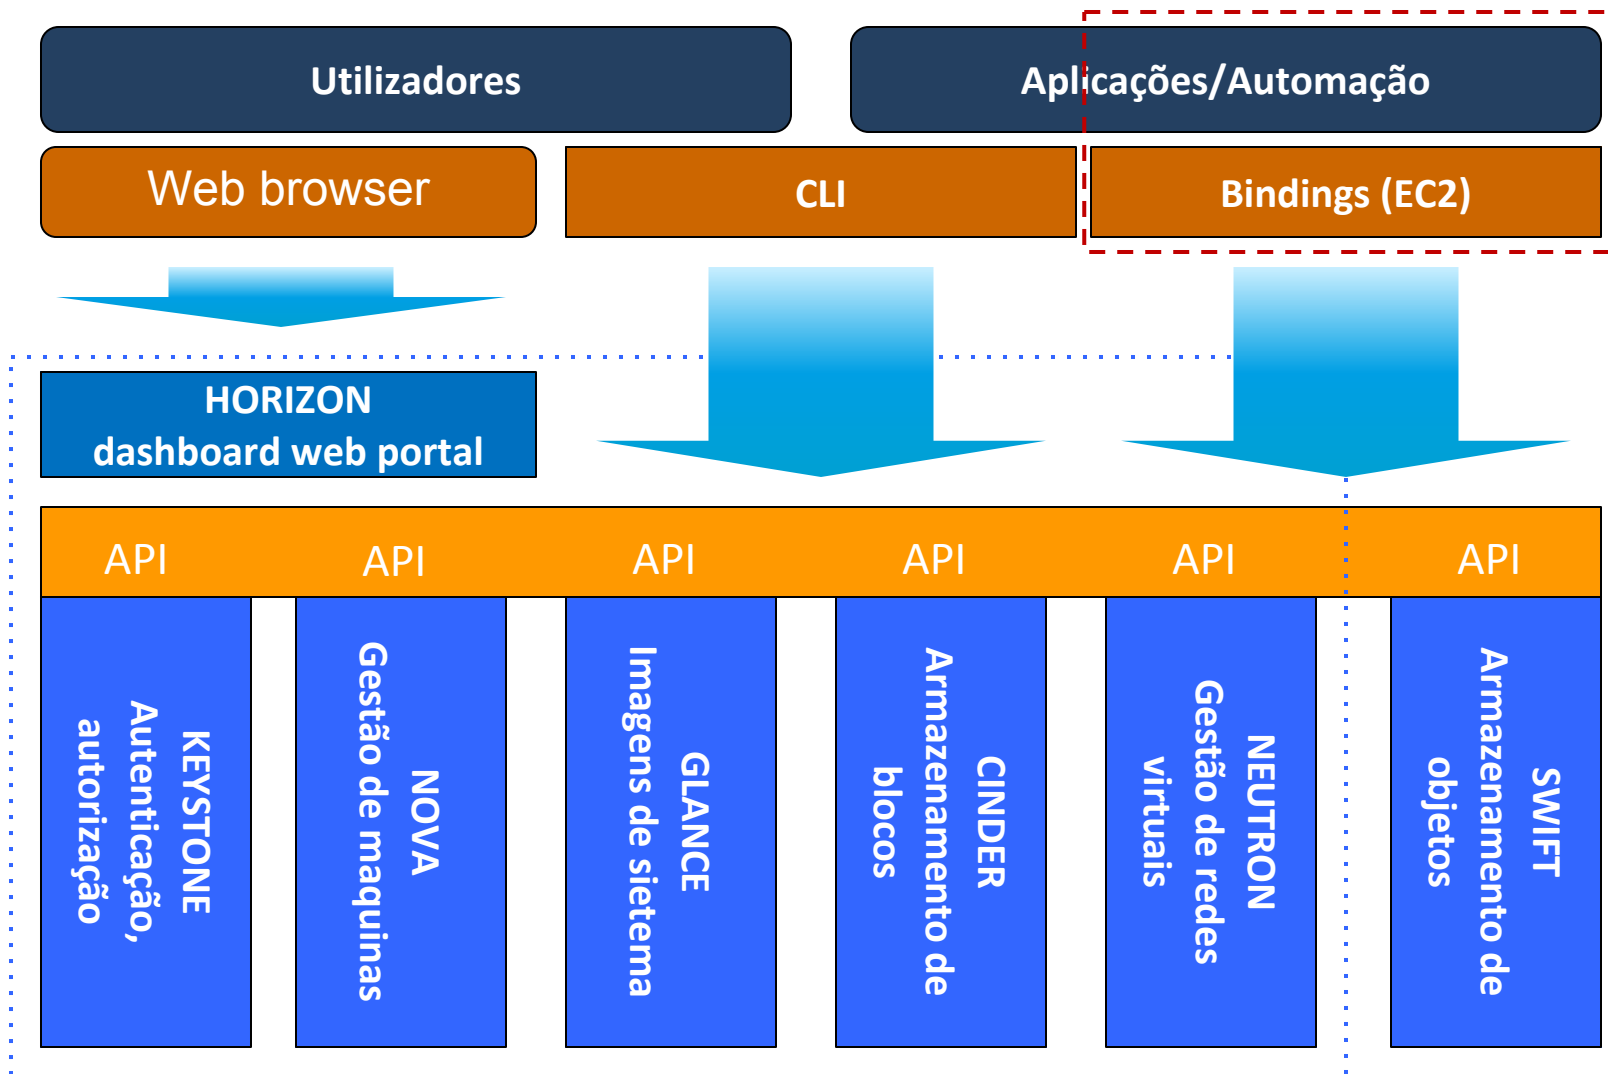 Utilizadores
Aplicações/Automação
Web browser
CLI
Bindings (EC2)
HORIZON
dashboard web portal
API
API
API
API
API
API
KEYSTONE
Autenticação,
autorização
NOVA
Gestão de maquinas
GLANCE
Imagens de sietema
CINDER
Armazenamento de
blocos
NEUTRON
Gestão de redes
virtuais
SWIFT
Armazenamento de
objetos